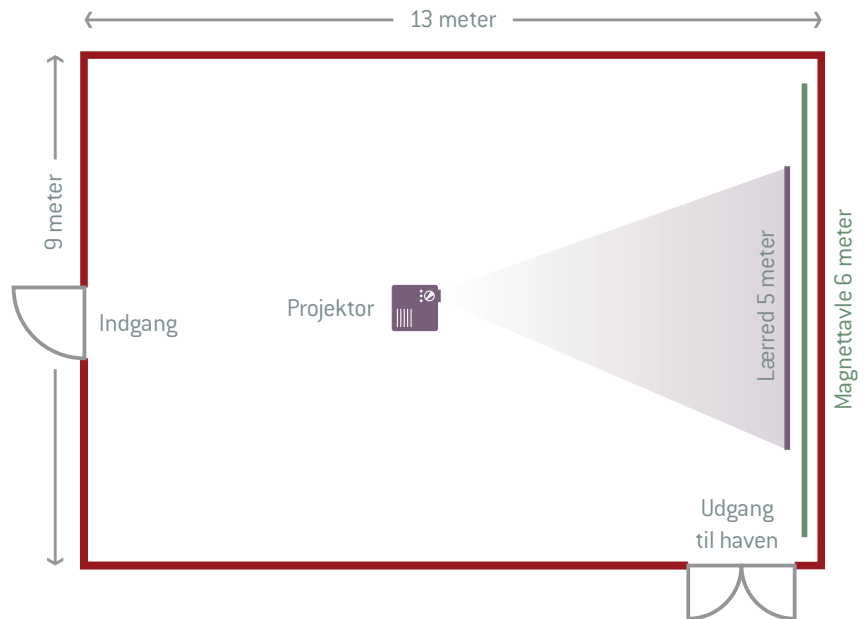 13 meter
9 meter
Indgang
Projektor
Lærred 5 meter
Magnettavle 6 meter
Udgang
til haven